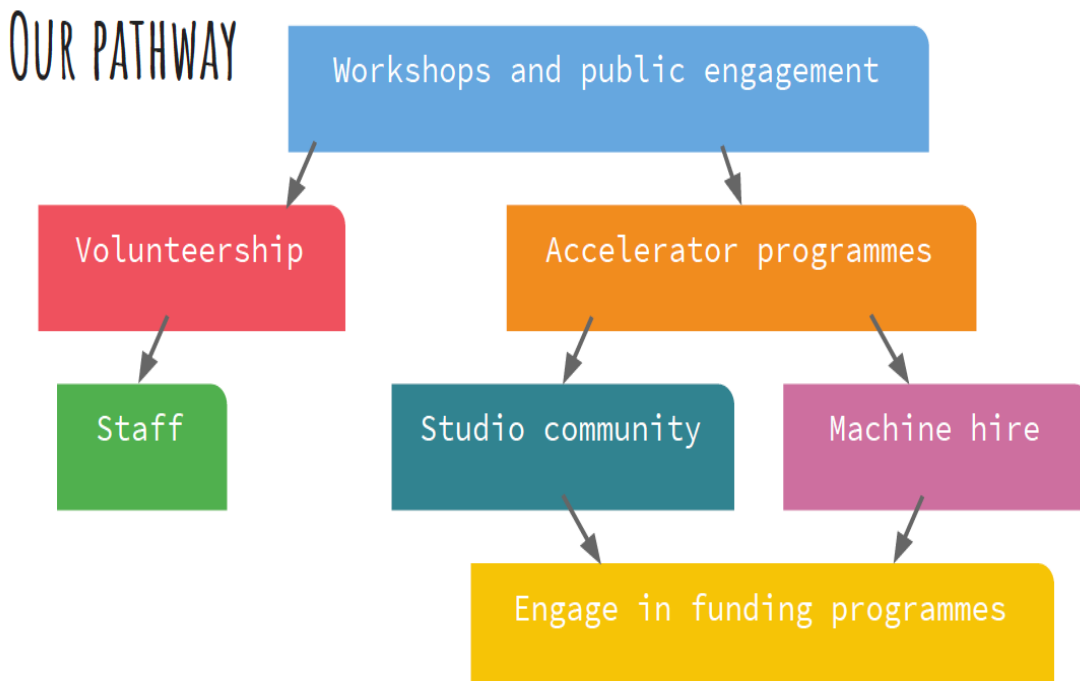 OUR PATHWAY
Workshops and public engagement
Volunteership
Accelerator programmes
Staff
Studio community
Machine hire
Engage in funding programmes